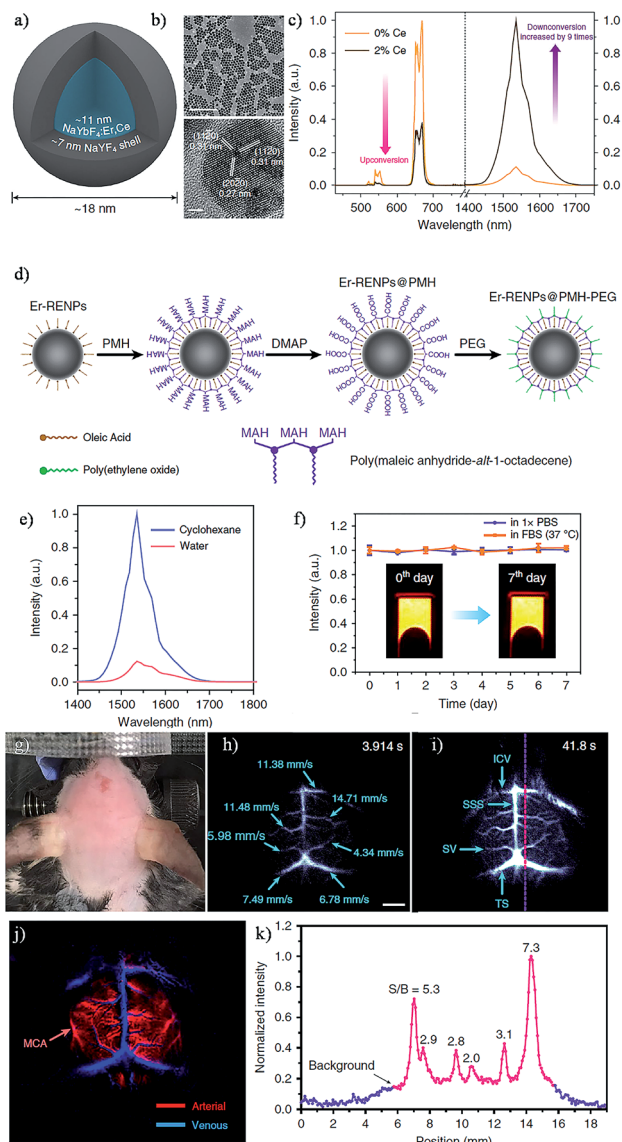 a)
~11 nm
NaYbF4:Er,Ce
~7 nm NaYF4 shell
~18 nm
b)
(11̄20)
0.31 nm
(112̄0)
0.31 nm
(202̄0)
0.27 nm
c)
0% Ce
2% Ce
Downconversion
increased by 9 times
Upconversion
Intensity (a.u.)
1.0
0.8
0.6
0.4
0.2
0.0
1.0
0.8
0.6
0.4
0.2
0.0
500 600 700 1400 1500 1600 1700
Wavelength (nm)
d)
Er-RENPs
PMH
MAH
DMAP
Er-RENPs@PMH
COOH
PEG
Er-RENPs@PMH-PEG
Oleic Acid
Poly(ethylene oxide)
MAH MAH MAH
Poly(maleic anhydride-alt-1-octadecene)
e)
Cyclohexane
Water
Intensity (a.u.)
1.0
0.8
0.6
0.4
0.2
0
1400 1500 1600 1700 1800
Wavelength (nm)
f)
in 1× PBS
in FBS (37 °C)
0th day
7th day
Intensity (a.u.)
1.2
1.0
0.8
0.6
0.4
0.2
0.0
0 1 2 3 4 5 6 7
Time (day)
g)
h)
3.914 s
11.38 mm/s
11.48 mm/s
14.71 mm/s
5.98 mm/s
4.34 mm/s
7.49 mm/s
6.78 mm/s
i)
41.8 s
ICV
SSS
SV
TS
j)
MCA
Arterial
Venous
k)
Normalized intensity
1.2
1.0
0.8
0.6
0.4
0.2
0.0
S/B = 5.3
2.9
2.8
2.0
3.1
7.3
Background
0 2 4 6 8 10 12 14 16 18
Position (mm)